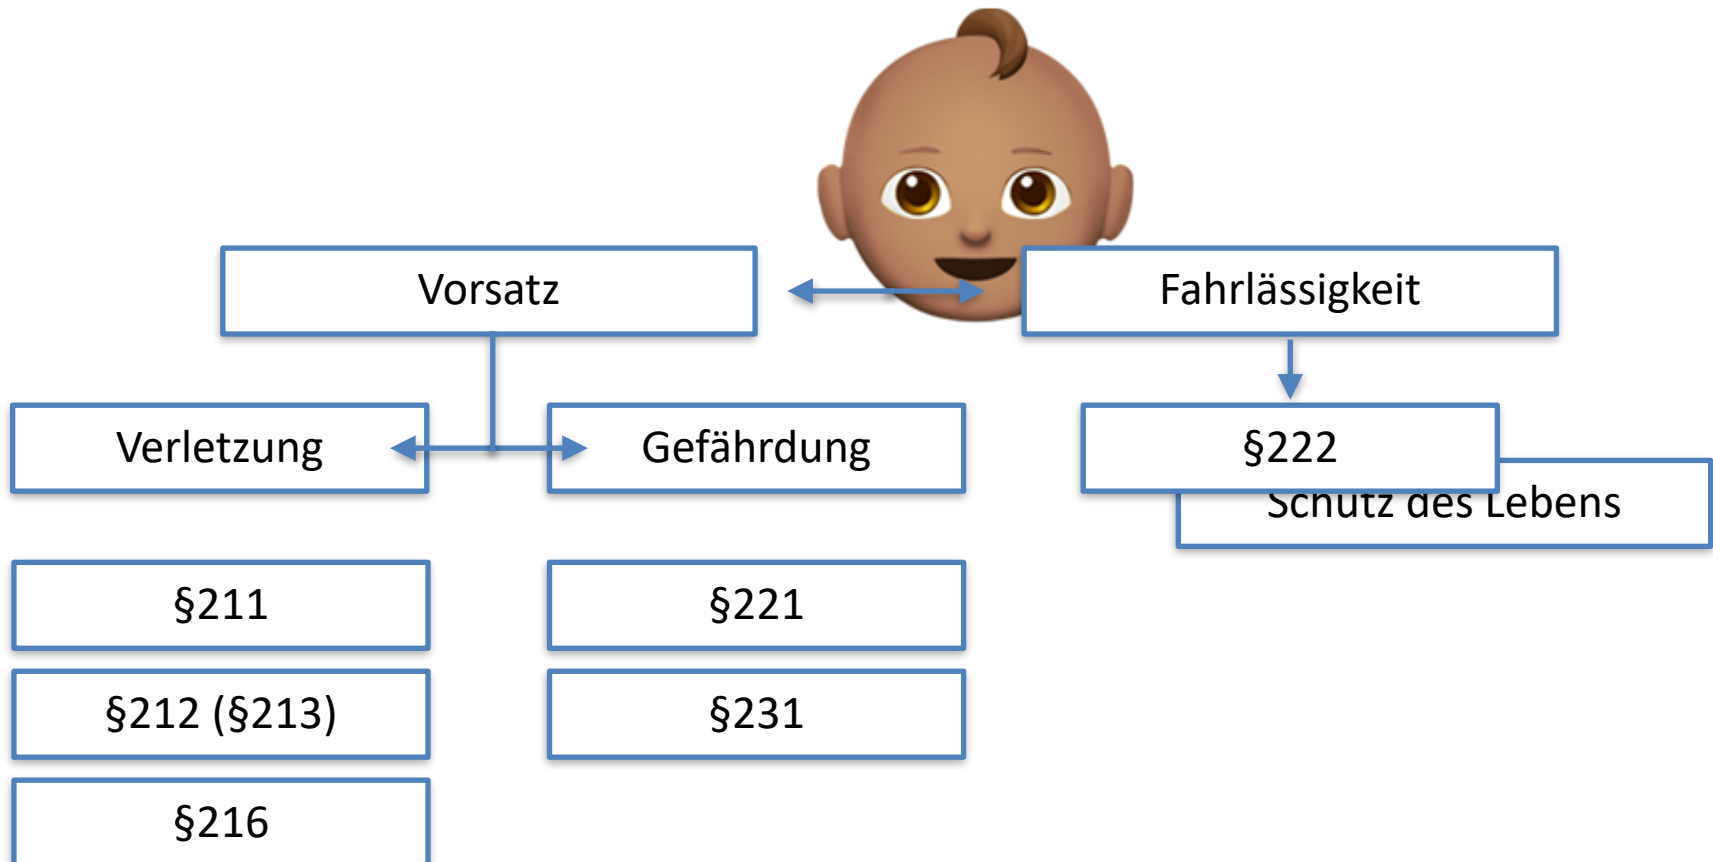 Vorsatz
Fahrlässigkeit
Verletzung
Gefährdung
§222
Schutz des Lebens
§211
§221
§212 (§213)
§231
§216